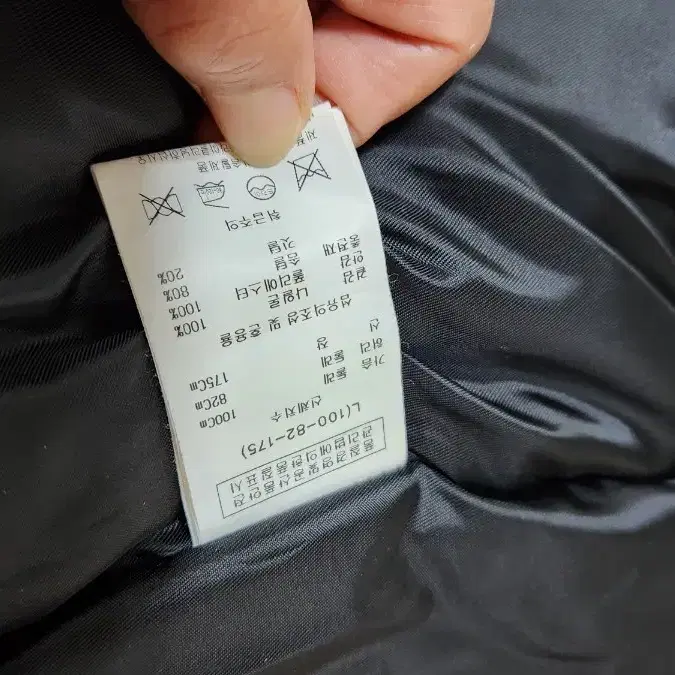 품질경영및공산품안전
관리법에의한품질표시
L(100-82-175)
신체치수
가슴 둘레 100Cm
허리 둘레 82Cm
신 장 175Cm
섬유의조성 및 혼용율
겉감 나일론 100%
안감 폴리에스터 100%
충전재 솜털 80%
깃털 20%
취급주의